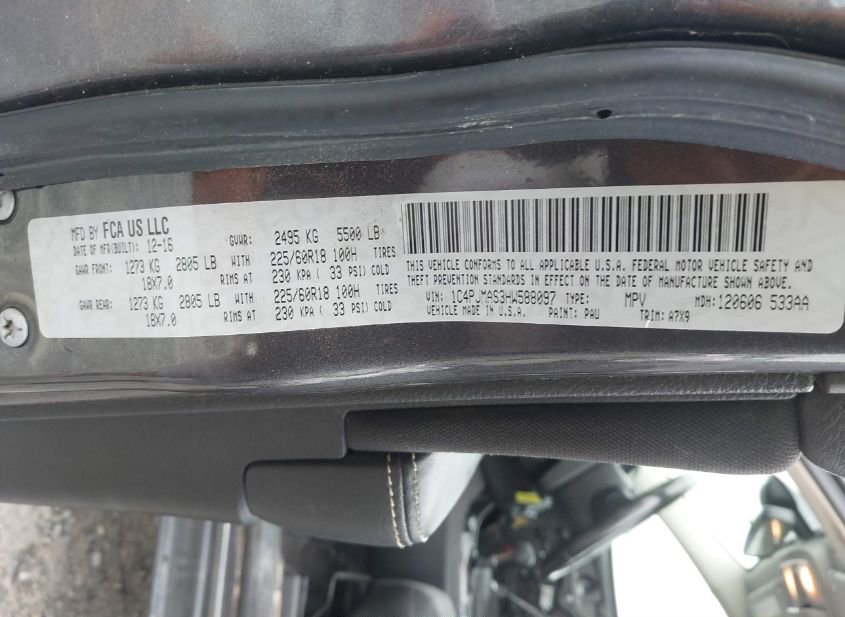 MFD BY FCA US LLC
DATE OF MFR(BUILT): 12-16 GVWR: 2495 KG 5500 LB
GAWR FRONT: 1273 KG 2805 LB WITH 225/60R18 100H TIRES
18X7.0 RIMS AT 230 KPA ( 33 PSI) COLD
GAWR REAR: 1273 KG 2805 LB WITH 225/60R18 100H TIRES
18X7.0 RIMS AT 230 KPA ( 33 PSI) COLD
THIS VEHICLE CONFORMS TO ALL APPLICABLE U.S.A. FEDERAL MOTOR VEHICLE SAFETY AND
THEFT PREVENTION STANDARDS IN EFFECT ON THE DATE OF MANUFACTURE SHOWN ABOVE.
VIN: 1C4PJMAS3HW588097 TYPE: MPV MDH:120606 533AA
VEHICLE MADE IN U.S.A. PAINT: PAU TRIM: A7X9